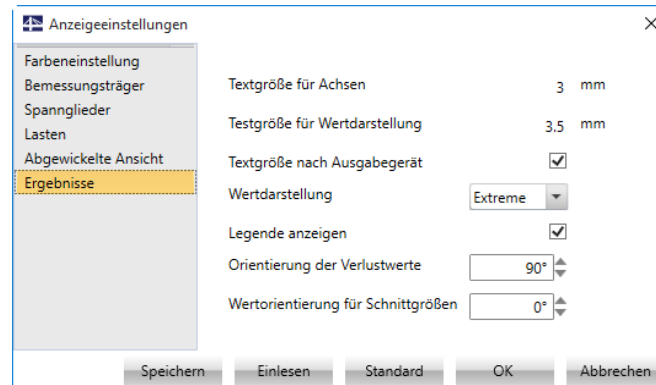 Anzeigeeinstellungen
Farbeneinstellung
Bemessungsträger
Spannglieder
Lasten
Abgewickelte Ansicht
Ergebnisse
Textgröße für Achsen 3 mm
Testgröße für Wertdarstellung 3.5 mm
Textgröße nach Ausgabegerät
Wertdarstellung Extreme
Legende anzeigen
Orientierung der Verlustwerte 90°
Wertorientierung für Schnittgrößen 0°
Speichern Einlesen Standard OK Abbrechen